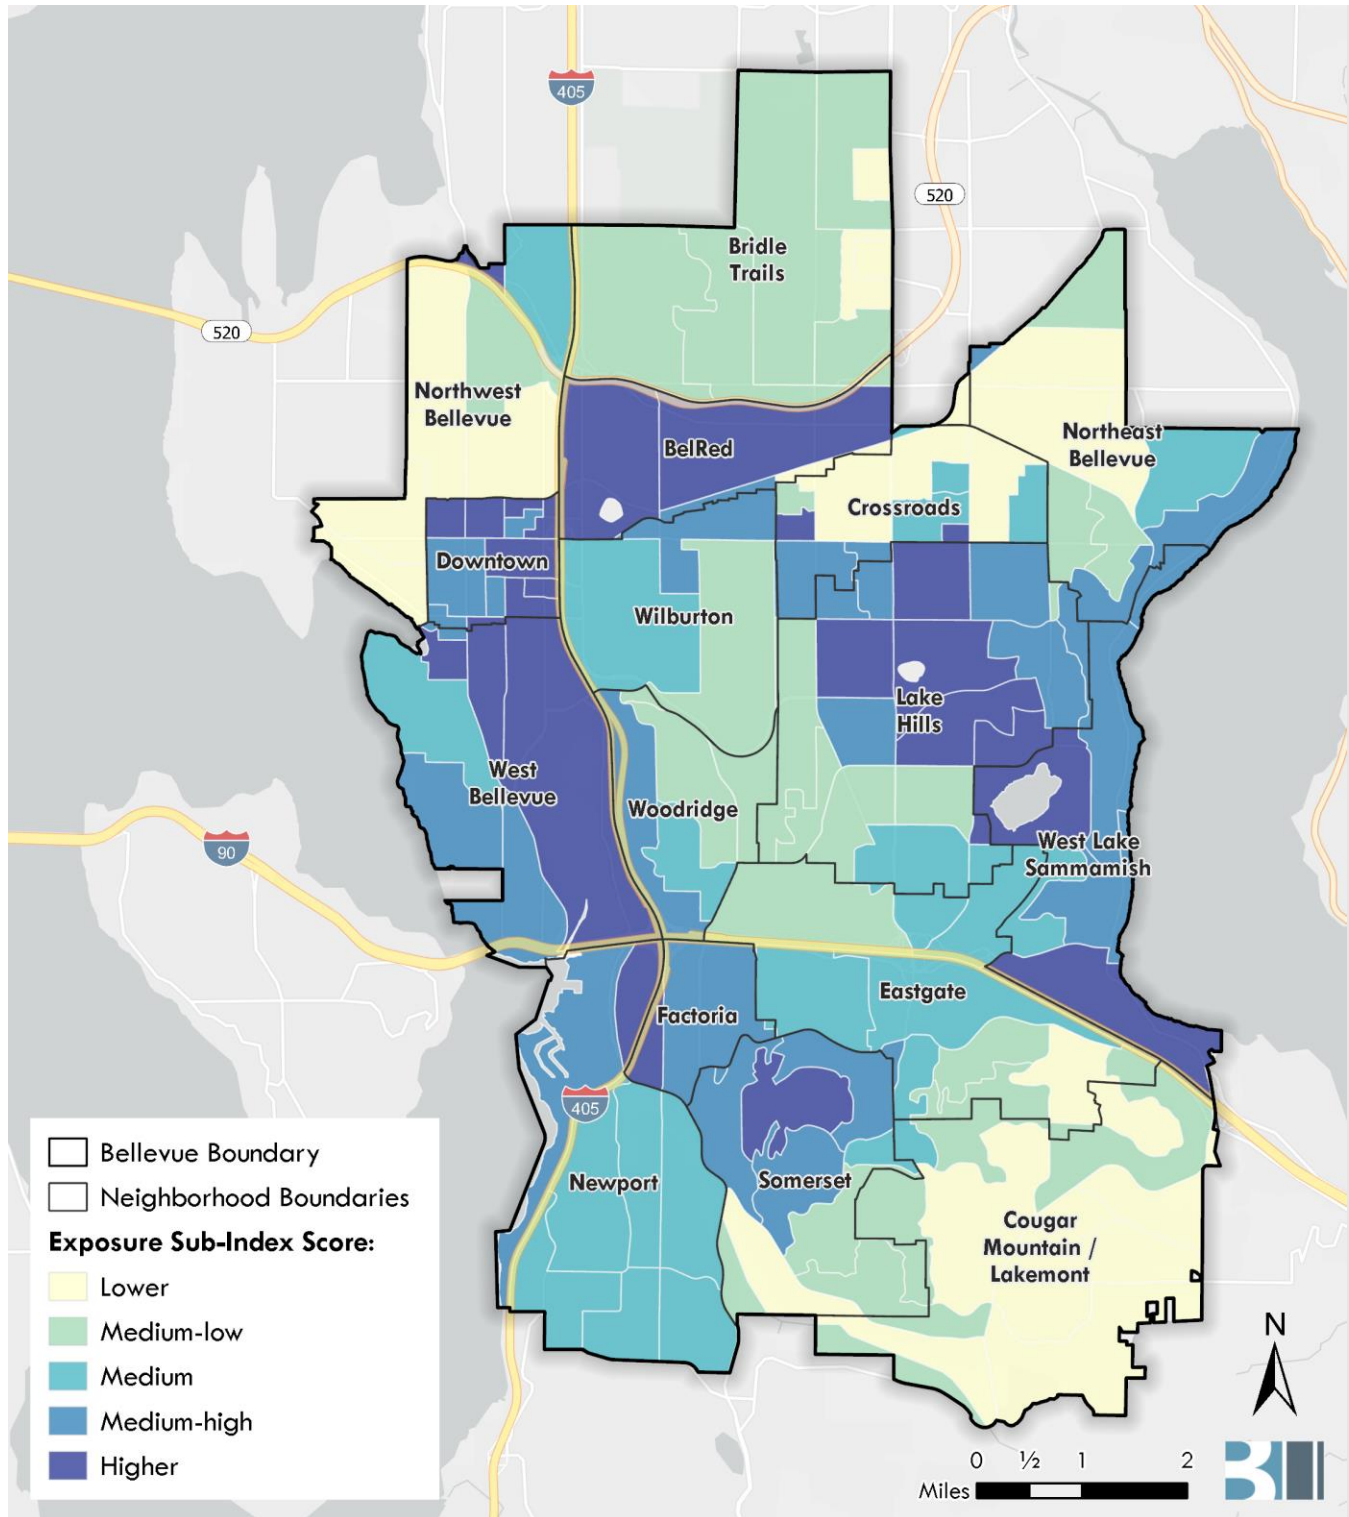 405
520
Bridle
Trails
520
Northwest
Bellevue
Northeast
Bellevue
BelRed
Crossroads
Downtown
Wilburton
Lake
Hills
West
Bellevue
Woodridge
90
West Lake
Sammamish
Eastgate
Factoria
405
Newport
Somerset
Cougar
Mountain /
Lakemont
Bellevue Boundary
Neighborhood Boundaries
Exposure Sub-Index Score:
Lower
Medium-low
Medium
Medium-high
Higher
N
0 ½ 1 2
Miles